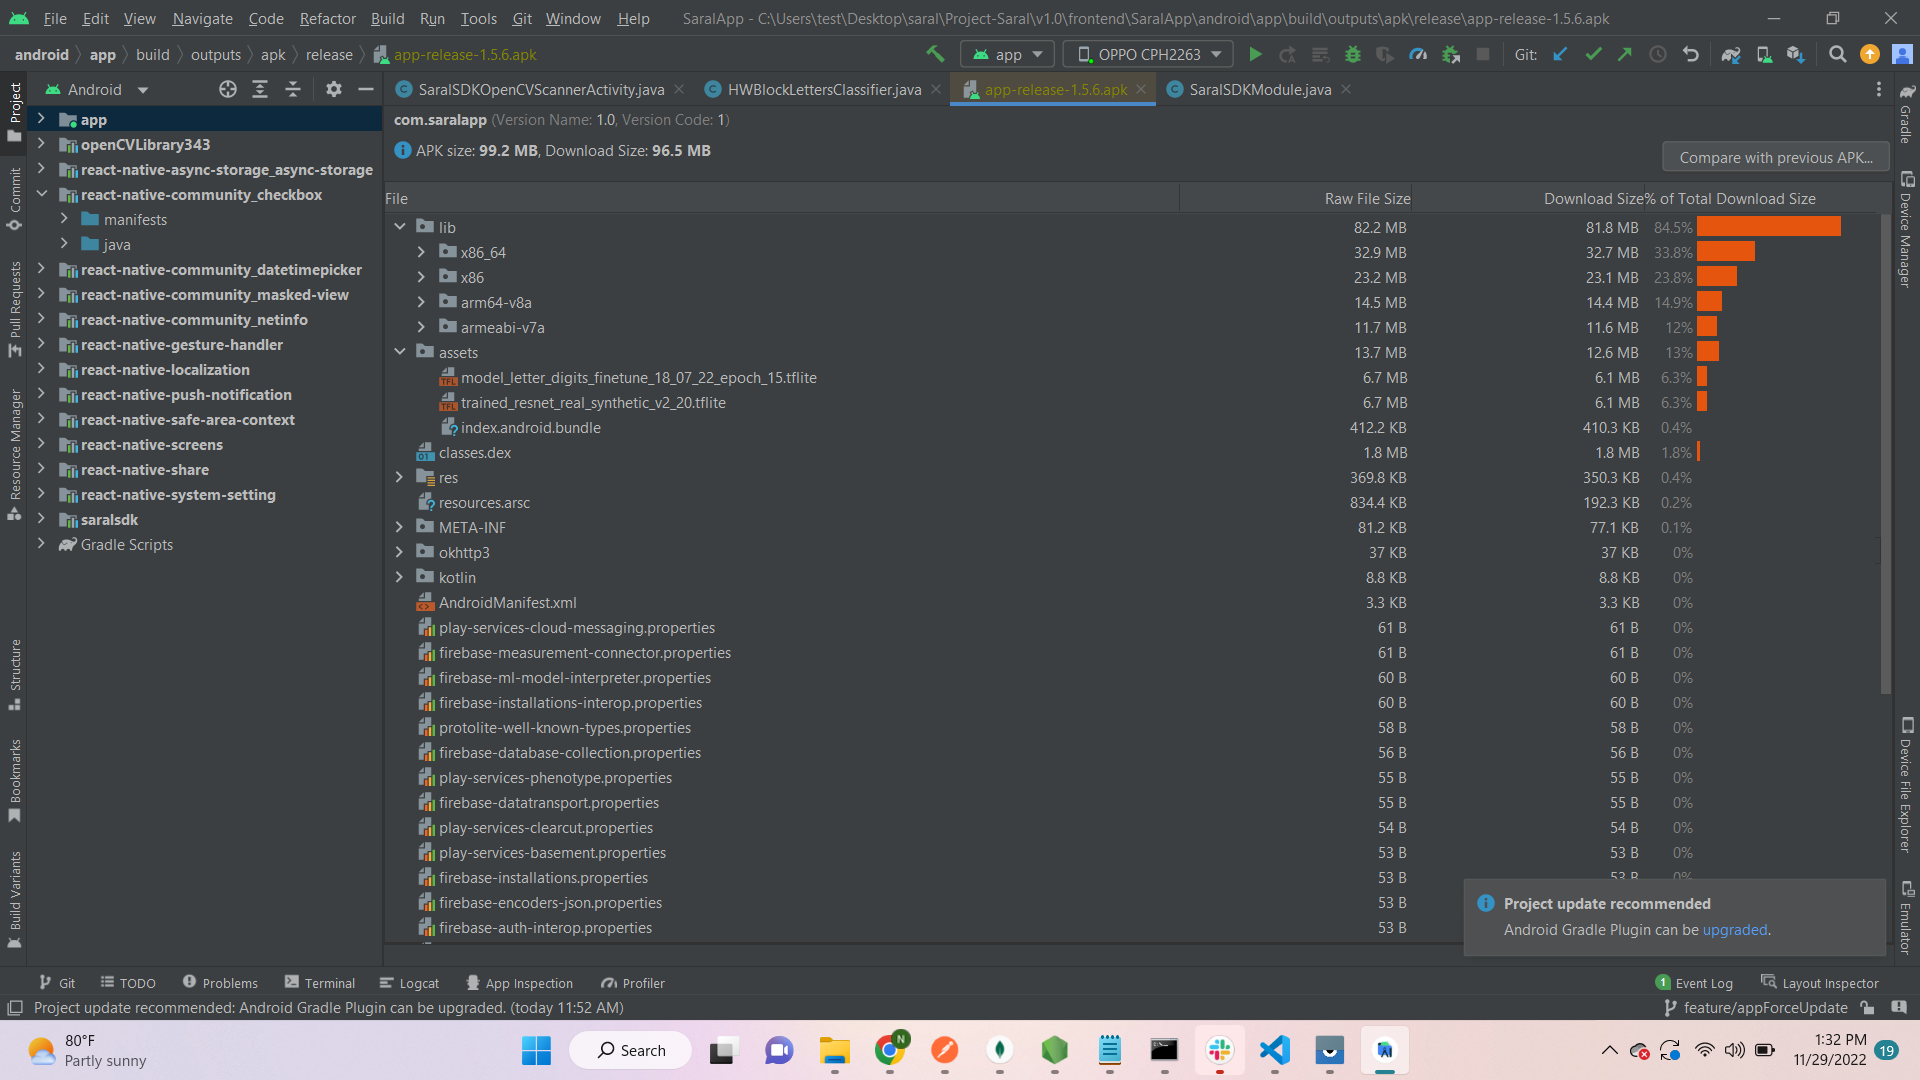 File Edit View Navigate Code Refactor Build Run Tools Git Window Help SaralApp - C:\Users\test\Desktop\saral\Project-Saral\v1.0\frontend\SaralApp\android\app\build\outputs\apk\release\app-release-1.5.6.apk
android app build outputs apk release app-release-1.5.6.apk app OPPO CPH2263 Git:
Android SaralSDKOpenCVScannerActivity.java HWBlockLettersClassifier.java app-release-1.5.6.apk SaralSDKModule.java
Project
Commit
Pull Requests
Resource Manager
Structure
Bookmarks
Build Variants
app
openCVLibrary343
react-native-async-storage_async-storage
react-native-community_checkbox
manifests
java
react-native-community_datetimepicker
react-native-community_masked-view
react-native-community_netinfo
react-native-gesture-handler
react-native-localization
react-native-push-notification
react-native-safe-area-context
react-native-screens
react-native-share
react-native-system-setting
saralsdk
Gradle Scripts
com.saralapp (Version Name: 1.0, Version Code: 1)
APK size: 99.2 MB, Download Size: 96.5 MB
Compare with previous APK...
File Raw File Size Download Size % of Total Download Size
lib 82.2 MB 81.8 MB 84.5%
x86_64 32.9 MB 32.7 MB 33.8%
x86 23.2 MB 23.1 MB 23.8%
arm64-v8a 14.5 MB 14.4 MB 14.9%
armeabi-v7a 11.7 MB 11.6 MB 12%
assets 13.7 MB 12.6 MB 13%
model_letter_digits_finetune_18_07_22_epoch_15.tflite 6.7 MB 6.1 MB 6.3%
trained_resnet_real_synthetic_v2_20.tflite 6.7 MB 6.1 MB 6.3%
index.android.bundle 412.2 KB 410.3 KB 0.4%
classes.dex 1.8 MB 1.8 MB 1.8%
res 369.8 KB 350.3 KB 0.4%
resources.arsc 834.4 KB 192.3 KB 0.2%
META-INF 81.2 KB 77.1 KB 0.1%
okhttp3 37 KB 37 KB 0%
kotlin 8.8 KB 8.8 KB 0%
AndroidManifest.xml 3.3 KB 3.3 KB 0%
play-services-cloud-messaging.properties 61 B 61 B 0%
firebase-measurement-connector.properties 61 B 61 B 0%
firebase-ml-model-interpreter.properties 60 B 60 B 0%
firebase-installations-interop.properties 60 B 60 B 0%
protolite-well-known-types.properties 58 B 58 B 0%
firebase-database-collection.properties 56 B 56 B 0%
play-services-phenotype.properties 55 B 55 B 0%
firebase-datatransport.properties 55 B 55 B 0%
play-services-clearcut.properties 54 B 54 B 0%
play-services-basement.properties 53 B 53 B 0%
firebase-installations.properties 53 B 53 B 0%
firebase-encoders-json.properties 53 B
firebase-auth-interop.properties 53 B
Project update recommended
Android Gradle Plugin can be upgraded.
Gradle
Device Manager
Device File Explorer
Emulator
Git TODO Problems Terminal Logcat App Inspection Profiler 1 Event Log Layout Inspector
Project update recommended: Android Gradle Plugin can be upgraded. (today 11:52 AM) feature/appForceUpdate
80°F
Partly sunny
Search
N
1:32 PM
11/29/2022
19